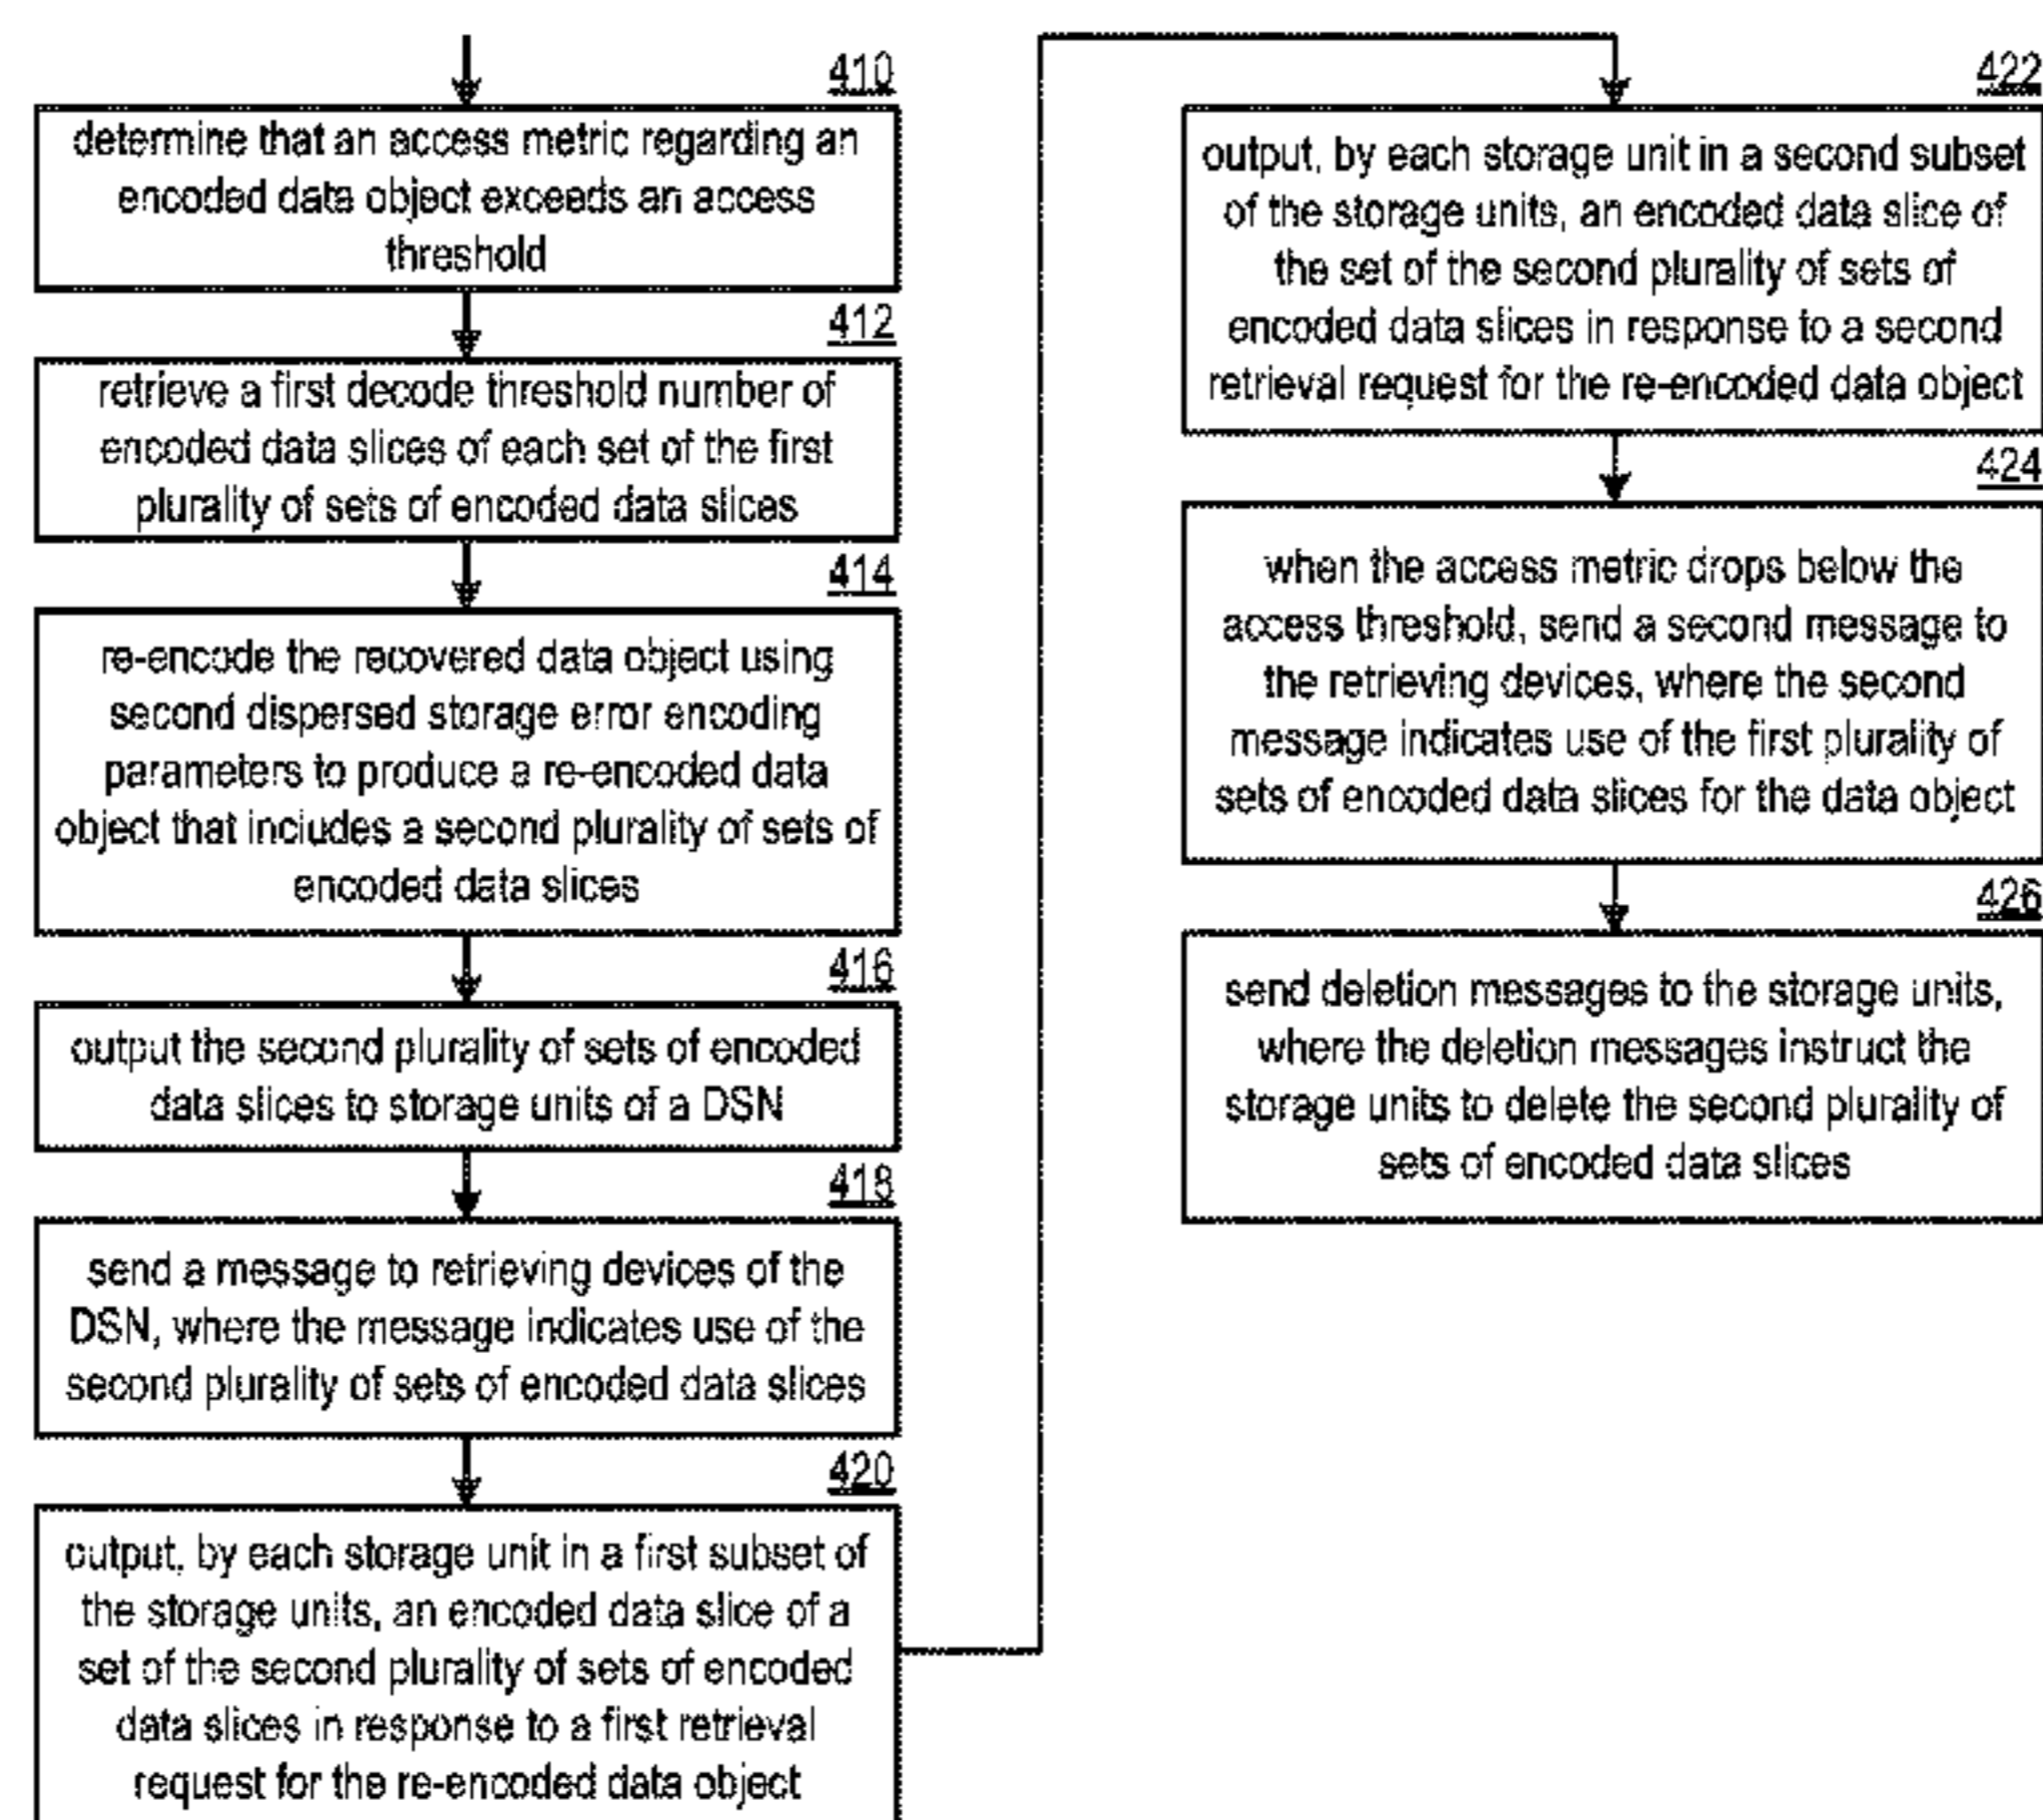 410
determine that an access metric regarding an
encoded data object exceeds an access
threshold
412
retrieve a first decode threshold number of
encoded data slices of each set of the first
plurality of sets of encoded data slices
414
re-encode the recovered data object using
second dispersed storage error encoding
parameters to produce a re-encoded data
object that includes a second plurality of sets of
encoded data slices
416
output the second plurality of sets of encoded
data slices to storage units of a DSN
418
send a message to retrieving devices of the
DSN, where the message indicates use of the
second plurality of sets of encoded data slices
420
output, by each storage unit in a first subset of
the storage units, an encoded data slice of a
set of the second plurality of sets of encoded
data slices in response to a first retrieval
request for the re-encoded data object
422
output, by each storage unit in a second subset
of the storage units, an encoded data slice of
the set of the second plurality of sets of
encoded data slices in response to a second
retrieval request for the re-encoded data object
424
when the access metric drops below the
access threshold, send a second message to
the retrieving devices, where the second
message indicates use of the first plurality of
sets of encoded data slices for the data object
426
send deletion messages to the storage units,
where the deletion messages instruct the
storage units to delete the second plurality of
sets of encoded data slices